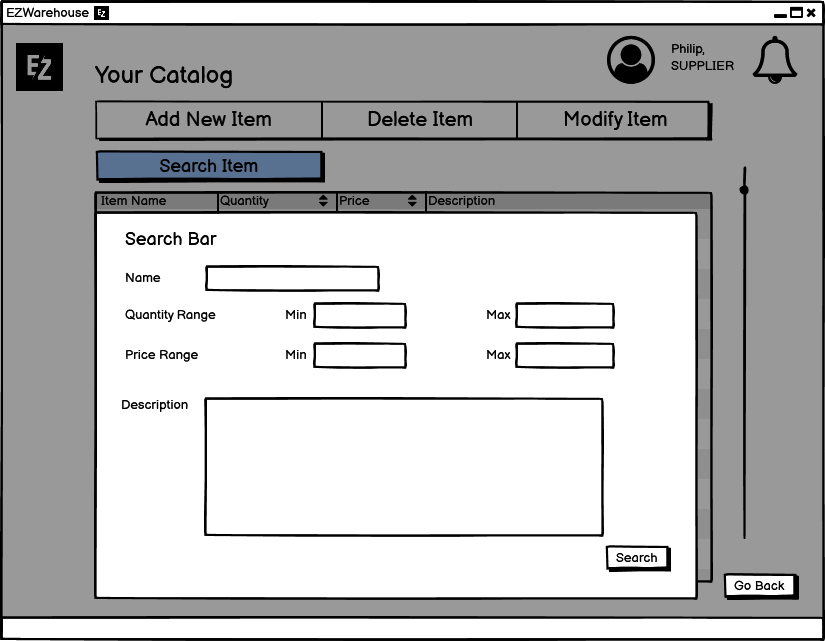 EZWarehouse EZ
EZ
Your Catalog
Philip,
SUPPLIER
Add New Item Delete Item Modify Item
Search Item
Item Name Quantity Price Description
Search Bar
Name
Quantity Range Min Max
Price Range Min Max
Description
Search
Go Back